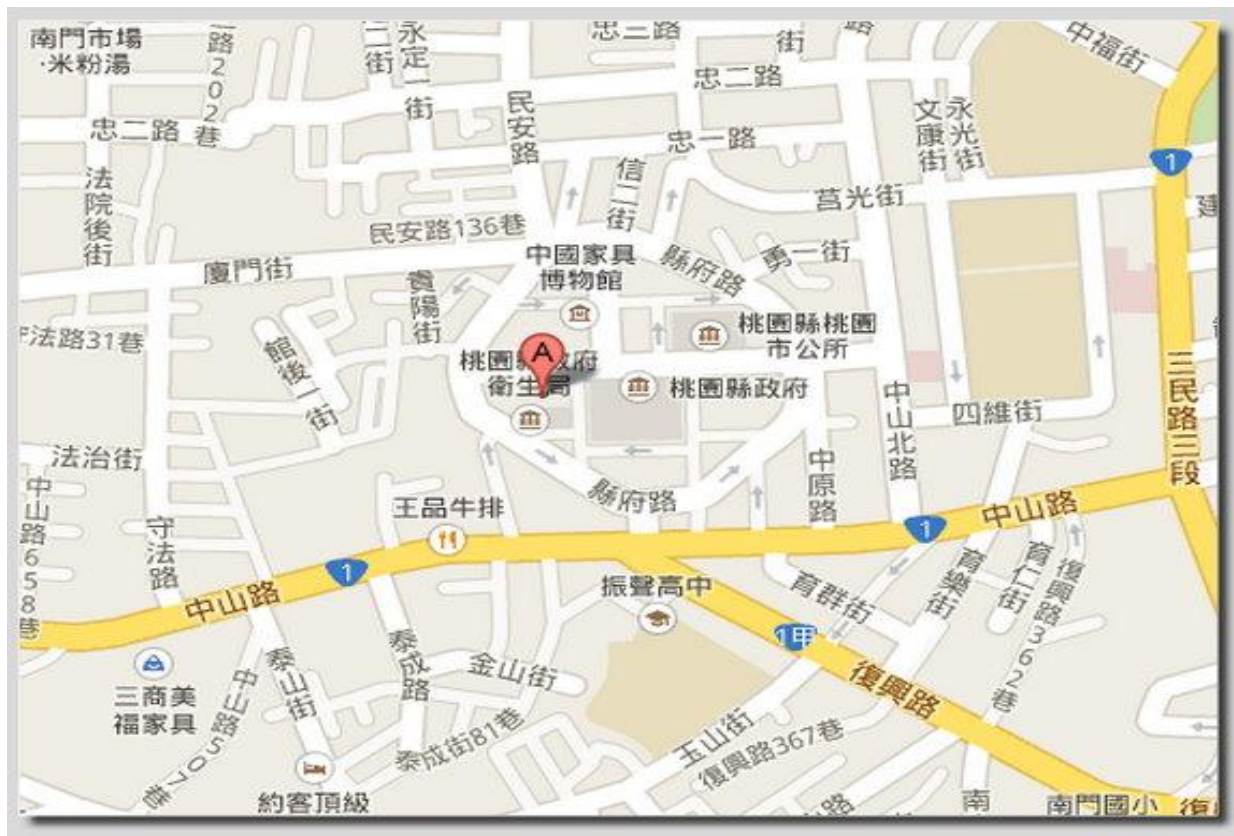 南門市場
·米粉湯
二路202巷
二街
永定一街
忠三路
街
路
中福街
忠二路
忠二路
民安路
忠一路
文康街
永光街
1
法院後街
信二街
莒光街
建
民安路136巷
廈門街
貴陽街
中國家具
博物館
縣府路
勇一街
守法路31巷
館後一街
A
桃園縣政府
衛生局
桃園縣桃園
市公所
桃園縣政府
中山北路
四維街
三民路三段
法治街
中山路658巷
守法路
王品牛排
縣府路
中原路
1
中山路
1
中山路
振聲高中
育群街
育樂街
育仁街
復興路362巷
1甲
復興路
三商美
福家具
中山路507巷
泰山街
泰成路
金山街
泰成街81巷
玉山街
復興路367巷
約客頂級
南
南門國小